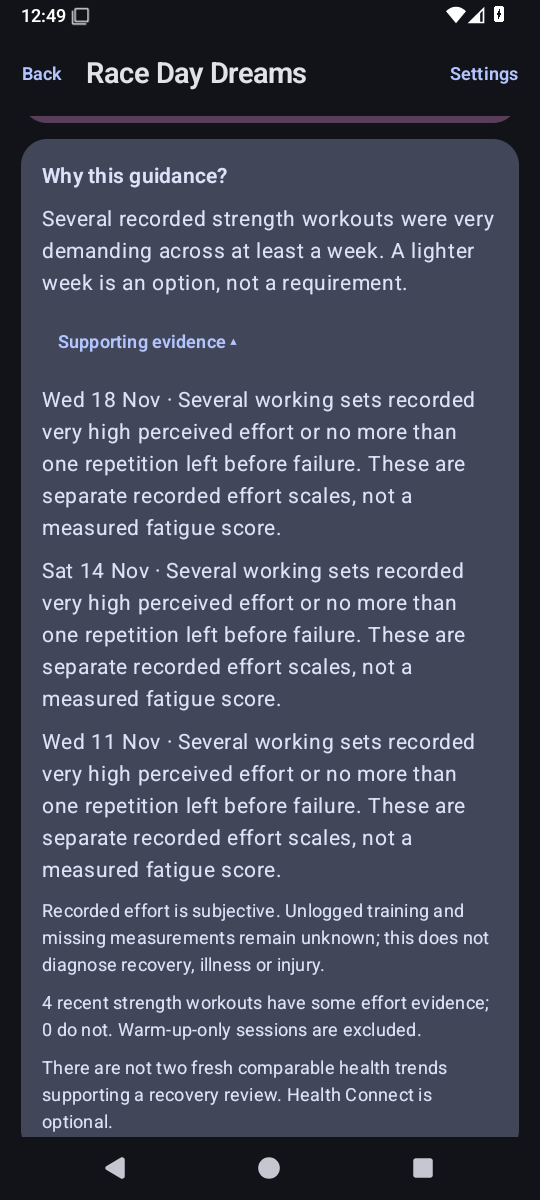 12:49
Back Race Day Dreams Settings
Why this guidance?
Several recorded strength workouts were very
demanding across at least a week. A lighter
week is an option, not a requirement.
Supporting evidence ▴
Wed 18 Nov · Several working sets recorded
very high perceived effort or no more than
one repetition left before failure. These are
separate recorded effort scales, not a
measured fatigue score.
Sat 14 Nov · Several working sets recorded
very high perceived effort or no more than
one repetition left before failure. These are
separate recorded effort scales, not a
measured fatigue score.
Wed 11 Nov · Several working sets recorded
very high perceived effort or no more than
one repetition left before failure. These are
separate recorded effort scales, not a
measured fatigue score.
Recorded effort is subjective. Unlogged training and
missing measurements remain unknown; this does not
diagnose recovery, illness or injury.
4 recent strength workouts have some effort evidence;
0 do not. Warm-up-only sessions are excluded.
There are not two fresh comparable health trends
supporting a recovery review. Health Connect is
optional.